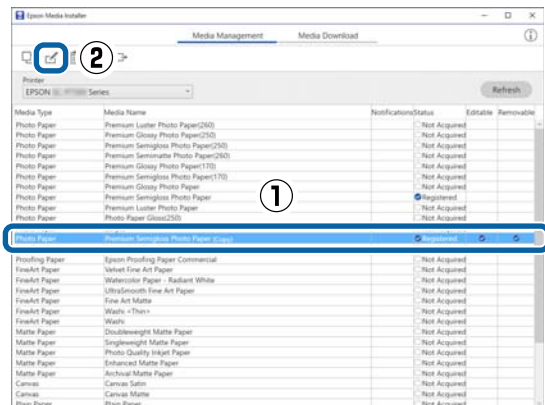 Epson Media Installer
Media Management Media Download
②
Printer
EPSON Series
Refresh
Media Type Media Name Notifications Status Editable Removable
Photo Paper Premium Luster Photo Paper(260) Not Acquired
Photo Paper Premium Glossy Photo Paper(250) Not Acquired
Photo Paper Premium Semigloss Photo Paper(250) Not Acquired
Photo Paper Premium Semimatte Photo Paper(260) Not Acquired
Photo Paper Premium Glossy Photo Paper(170) Not Acquired
Photo Paper Premium Semigloss Photo Paper(170) Not Acquired
Photo Paper Premium Glossy Photo Paper Not Acquired
Photo Paper Premium Semigloss Photo Paper Registered
Photo Paper Premium Luster Photo Paper Not Acquired
Photo Paper Photo Paper Gloss(250) Not Acquired
①
Photo Paper Premium Semigloss Photo Paper (Copy) Registered
Proofing Paper Epson Proofing Paper Commercial Not Acquired
FineArt Paper Velvet Fine Art Paper Not Acquired
FineArt Paper Watercolor Paper - Radiant White Not Acquired
FineArt Paper UltraSmooth Fine Art Paper Not Acquired
FineArt Paper Fine Art Matte Not Acquired
FineArt Paper Washi <Thin> Not Acquired
FineArt Paper Washi Not Acquired
Matte Paper Doubleweight Matte Paper Not Acquired
Matte Paper Singleweight Matte Paper Not Acquired
Matte Paper Photo Quality Inkjet Paper Not Acquired
Matte Paper Enhanced Matte Paper Not Acquired
Matte Paper Archival Matte Paper Not Acquired
Canvas Canvas Satin Not Acquired
Canvas Canvas Matte Not Acquired
Plain Paper Plain Paper Not Acquired